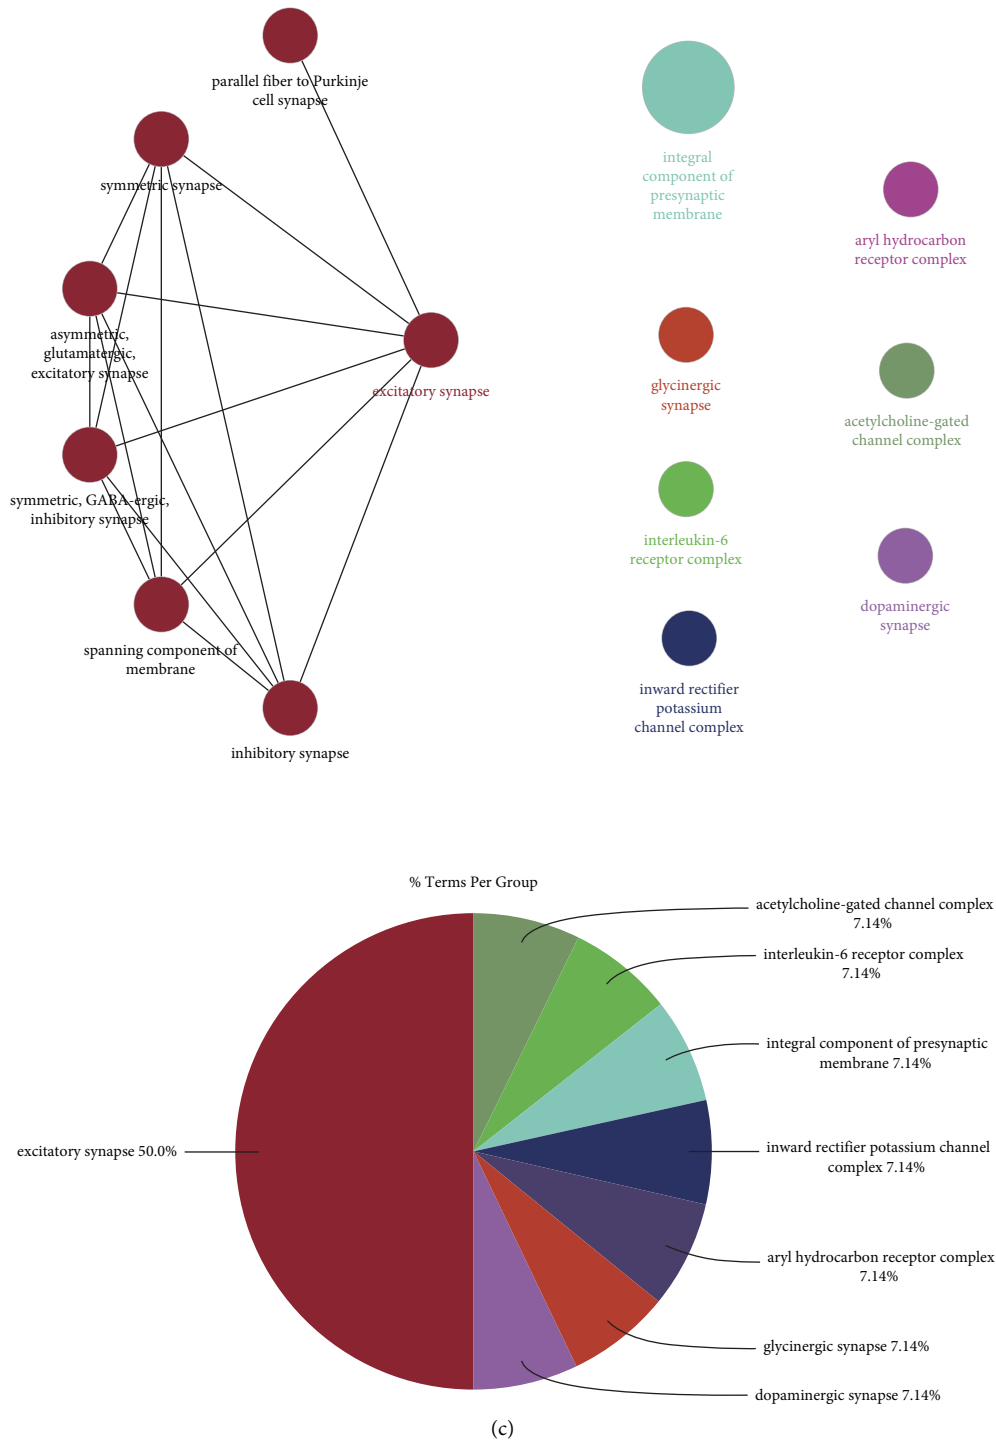 parallel fiber to Purkinje
cell synapse
symmetric synapse
asymmetric,
glutamatergic,
excitatory synapse
excitatory synapse
symmetric, GABA-ergic,
inhibitory synapse
spanning component of
membrane
inhibitory synapse
integral
component of
presynaptic
membrane
aryl hydrocarbon
receptor complex
glycinergic
synapse
acetylcholine-gated
channel complex
interleukin-6
receptor complex
dopaminergic
synapse
inward rectifier
potassium
channel complex
% Terms Per Group
acetylcholine-gated channel complex
7.14%
interleukin-6 receptor complex
7.14%
integral component of presynaptic
membrane 7.14%
excitatory synapse 50.0%
inward rectifier potassium channel
complex 7.14%
aryl hydrocarbon receptor complex
7.14%
glycinergic synapse 7.14%
dopaminergic synapse 7.14%
(c)